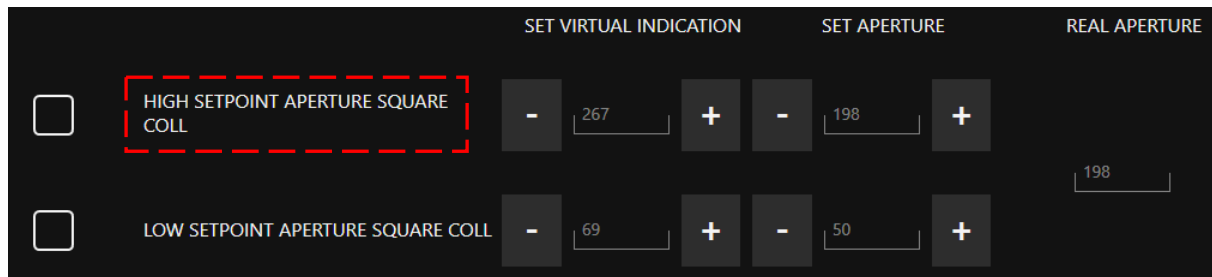 SET VIRTUAL INDICATION SET APERTURE REAL APERTURE
HIGH SETPOINT APERTURE SQUARE
COLL
- 267 + - 198 +
198
LOW SETPOINT APERTURE SQUARE COLL - 69 + - 50 +